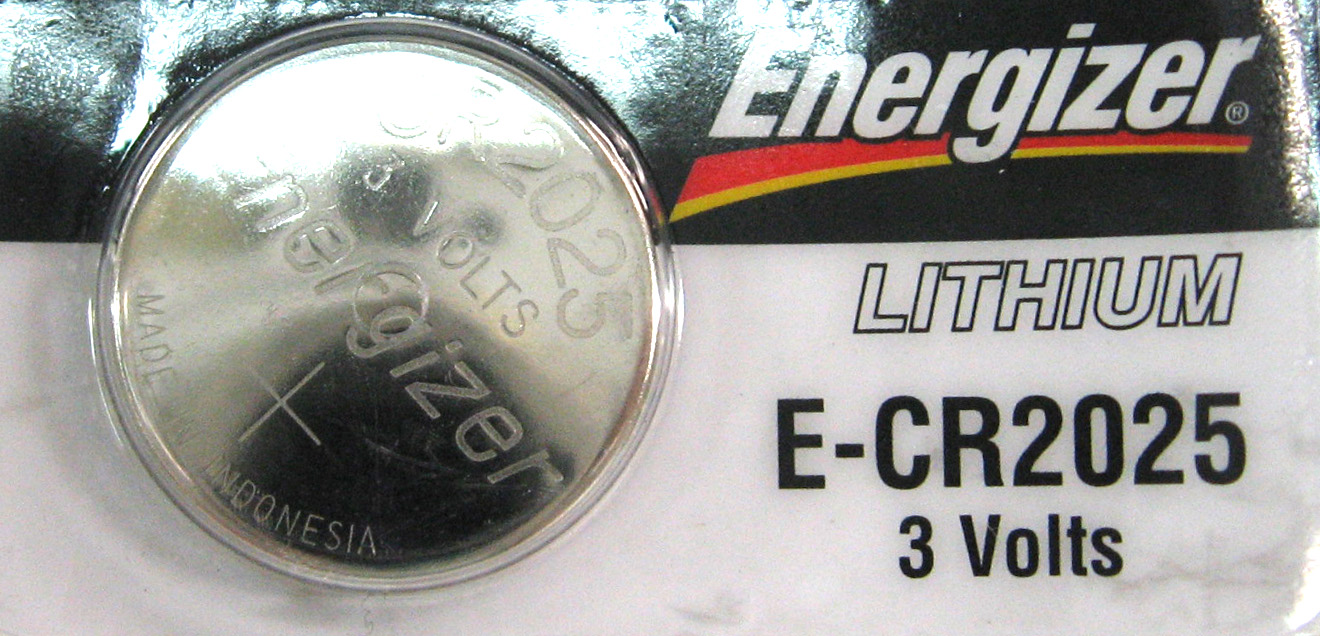 CR2025
3 VOLTS
Energizer
+
MADE IN
INDONESIA
Energizer®
LITHIUM
E-CR2025
3 Volts